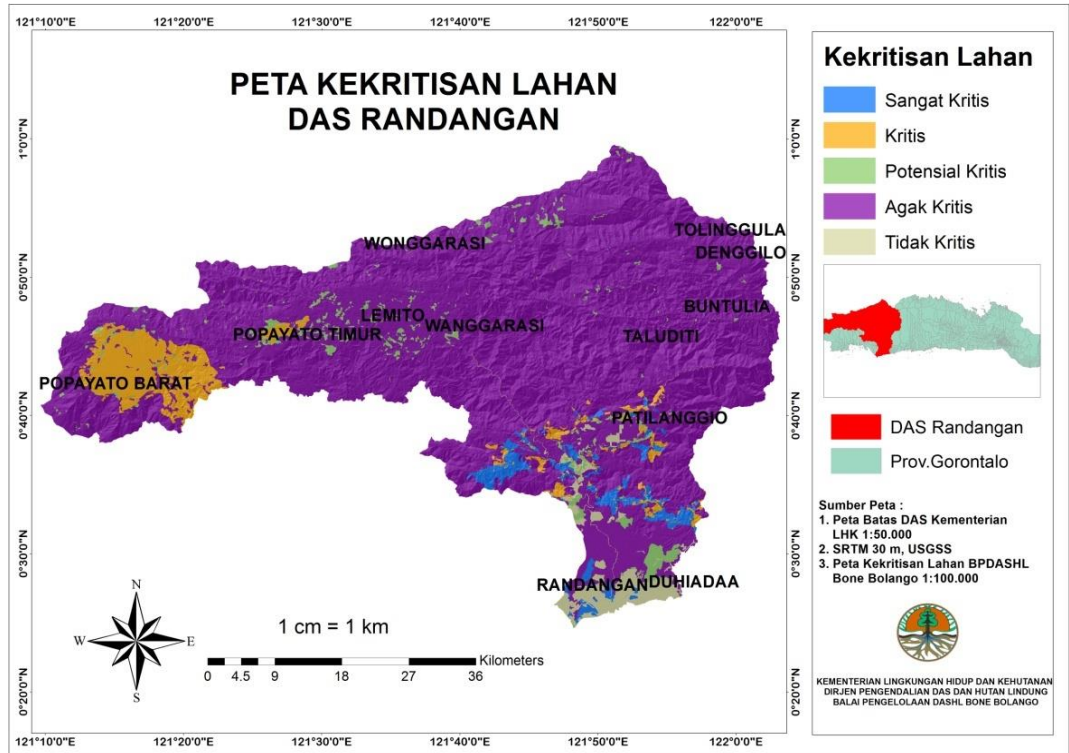 121°10'0"E 121°20'0"E 121°30'0"E 121°40'0"E 121°50'0"E 122°0'0"E
PETA KEKRITISAN LAHAN
DAS RANDANGAN
1°0'0"N
0°50'0"N
0°40'0"N
0°30'0"N
0°20'0"N
WONGGARASI
TOLINGGULA
DENGGILO
BUNTULIA
LEMITO
POPAYATO TIMUR
WANGGARASI
TALUDITI
POPAYATO BARAT
PATILANGGIO
RANDANGAN
DUHIADAA
N
W E
S
1 cm = 1 km
Kilometers
0 4.5 9 18 27 36
1°0'0"N
0°50'0"N
0°40'0"N
0°30'0"N
0°20'0"N
121°10'0"E 121°20'0"E 121°30'0"E 121°40'0"E 121°50'0"E 122°0'0"E
Kekritisan Lahan
Sangat Kritis
Kritis
Potensial Kritis
Agak Kritis
Tidak Kritis
DAS Randangan
Prov.Gorontalo
Sumber Peta :
1. Peta Batas DAS Kementerian
LHK 1:50.000
2. SRTM 30 m, USGSS
3. Peta Kekritisan Lahan BPDASHL
Bone Bolango 1:100.000
KEMENTERIAN LINGKUNGAN HIDUP DAN KEHUTANAN
DIRJEN PENGENDALIAN DAS DAN HUTAN LINDUNG
BALAI PENGELOLAAN DASHL BONE BOLANGO